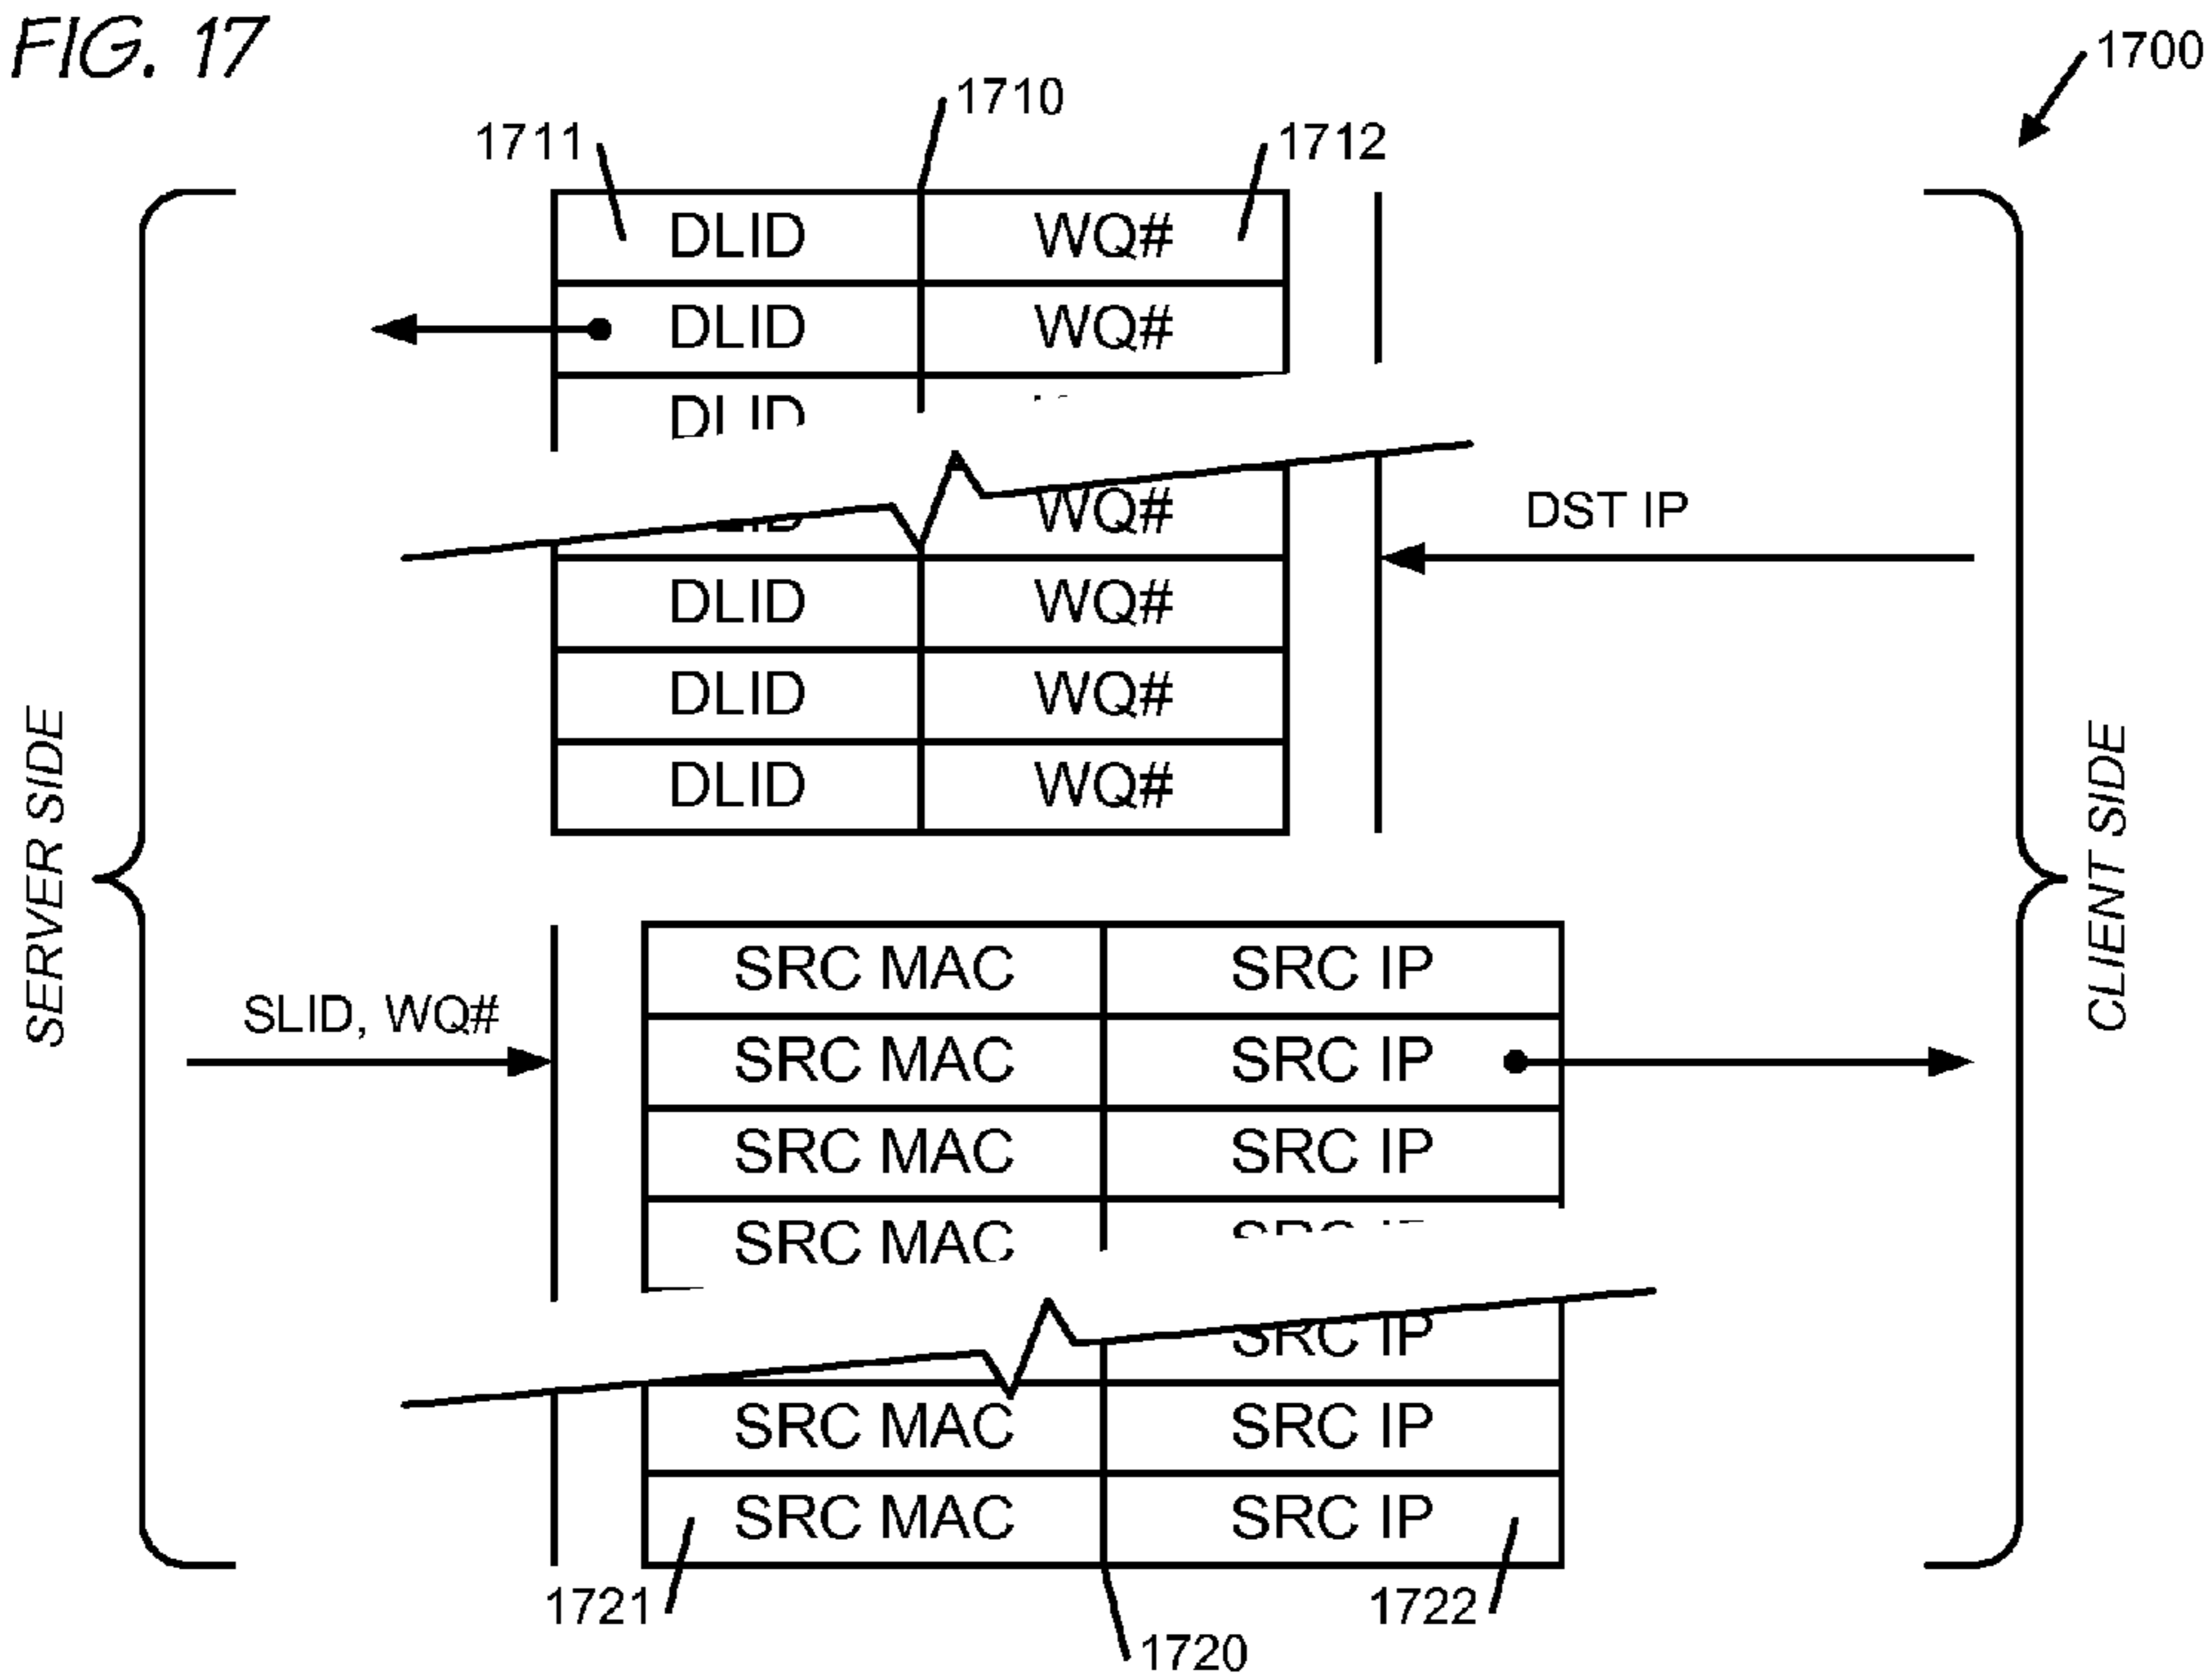 FIG. 17
1700
1710
1711
1712
DLID WQ#
DLID WQ#
DLID
WQ#
DST IP
DLID WQ#
DLID WQ#
DLID WQ#
SERVER SIDE
CLIENT SIDE
SRC MAC SRC IP
SLID, WQ#
SRC MAC SRC IP
SRC MAC SRC IP
SRC MAC
SRC IP
SRC MAC SRC IP
SRC MAC SRC IP
1721
1722
1720